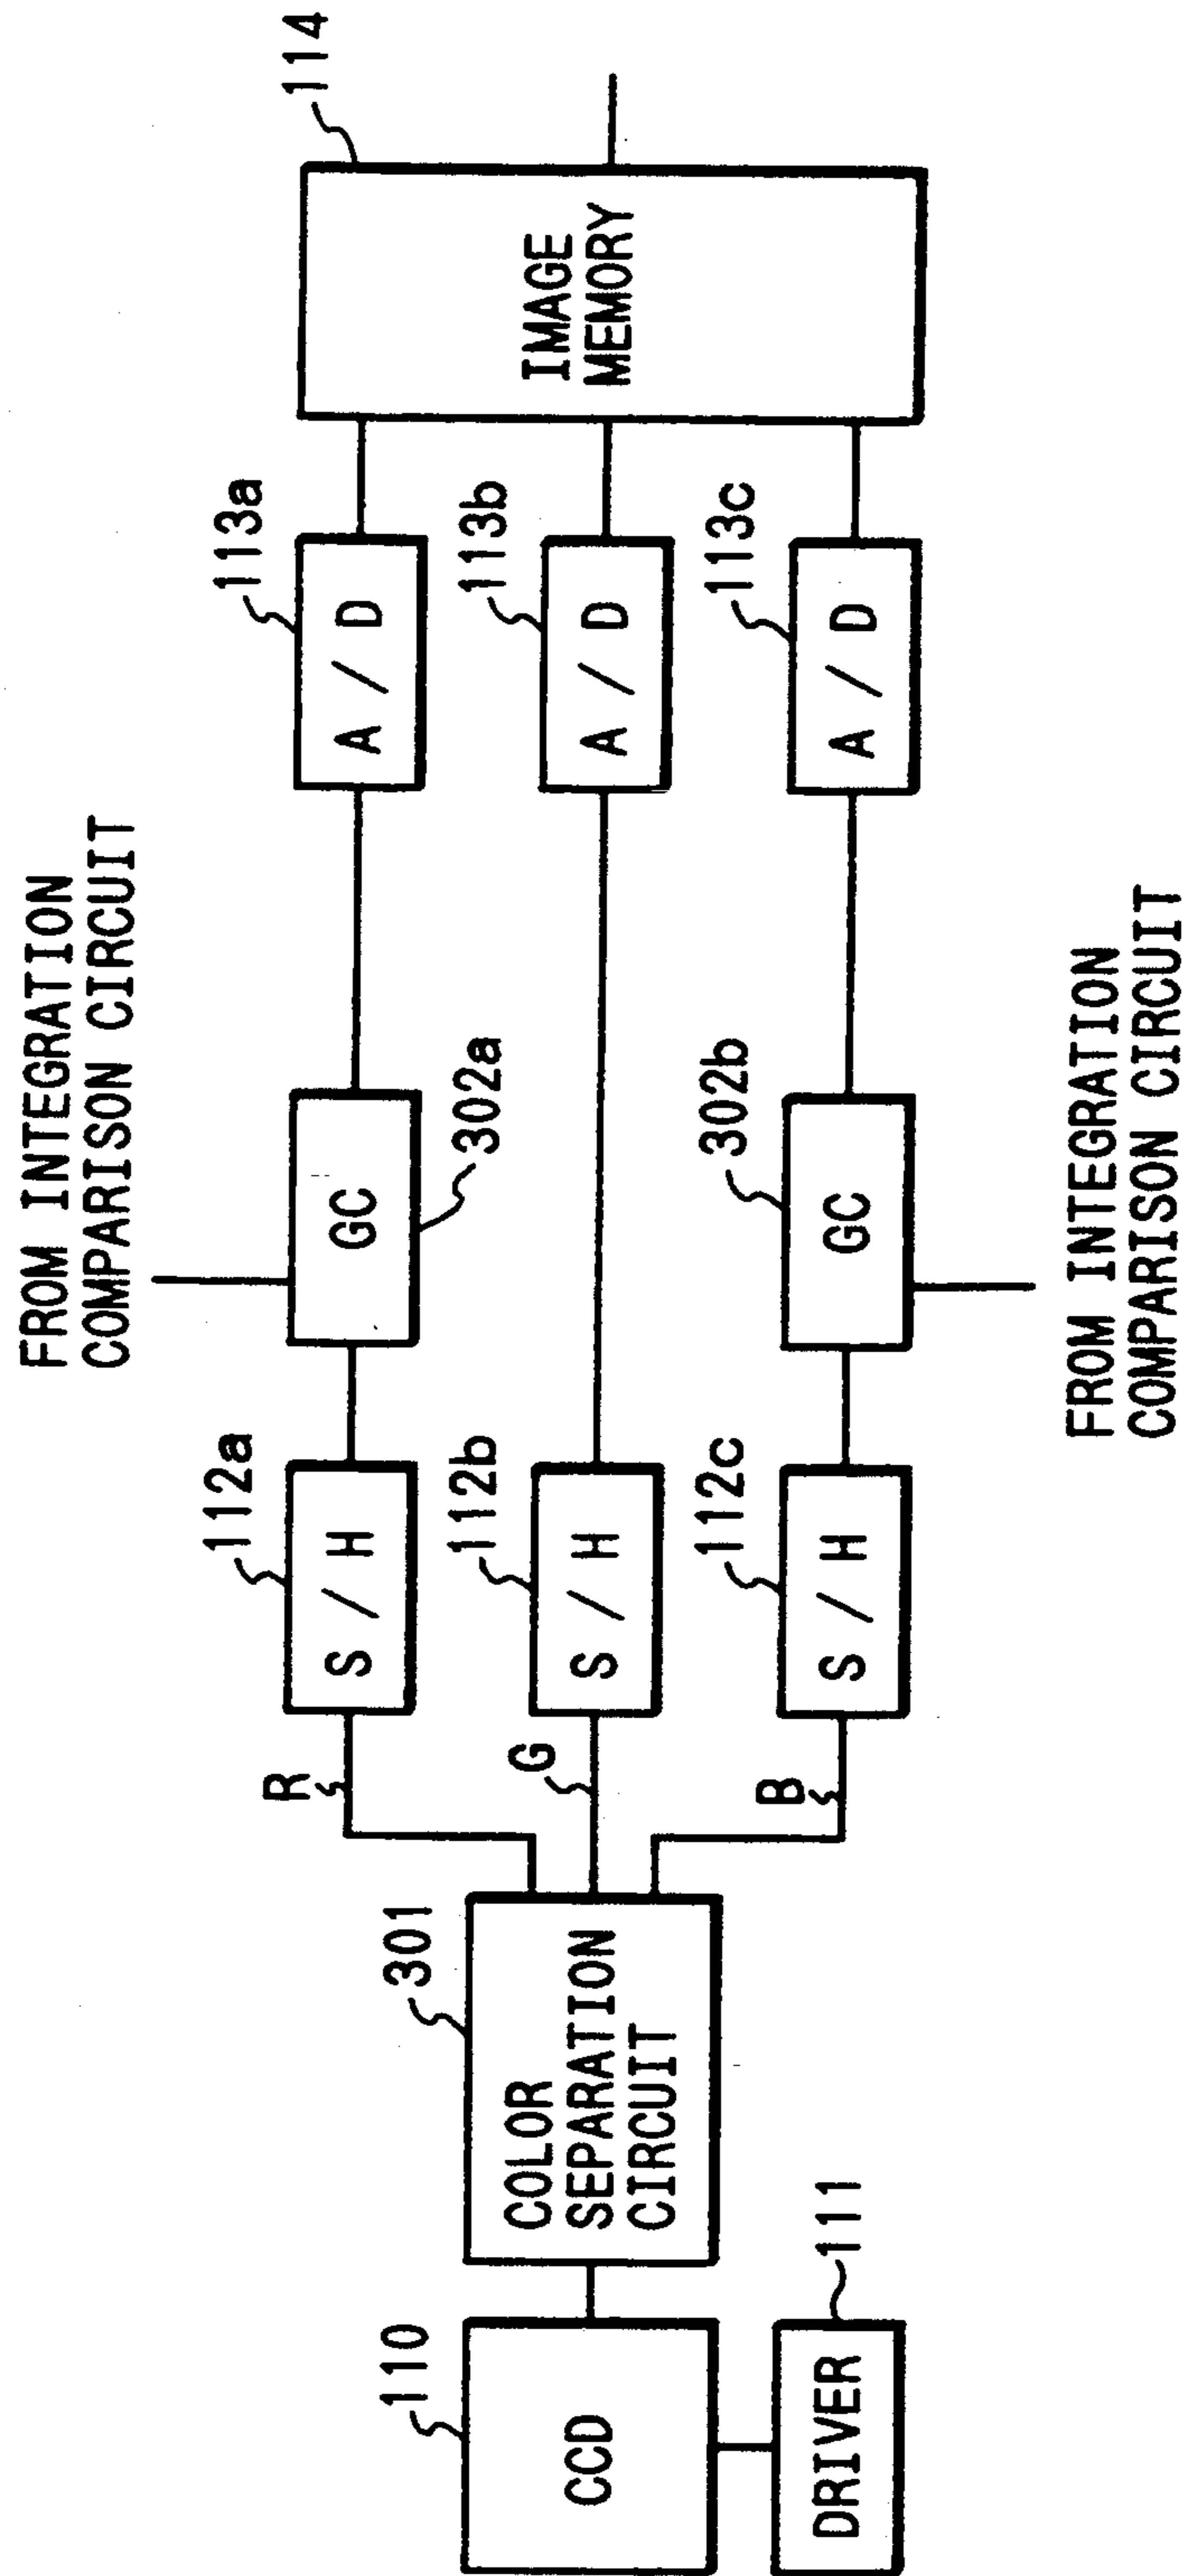 FROM INTEGRATION
COMPARISON CIRCUIT
110
CCD
DRIVER
111
301
COLOR
SEPARATION
CIRCUIT
R
G
B
112a
S / H
112b
S / H
112c
S / H
GC
302a
302b
GC
113a
A / D
113b
A / D
113c
A / D
114
IMAGE
MEMORY
FROM INTEGRATION
COMPARISON CIRCUIT